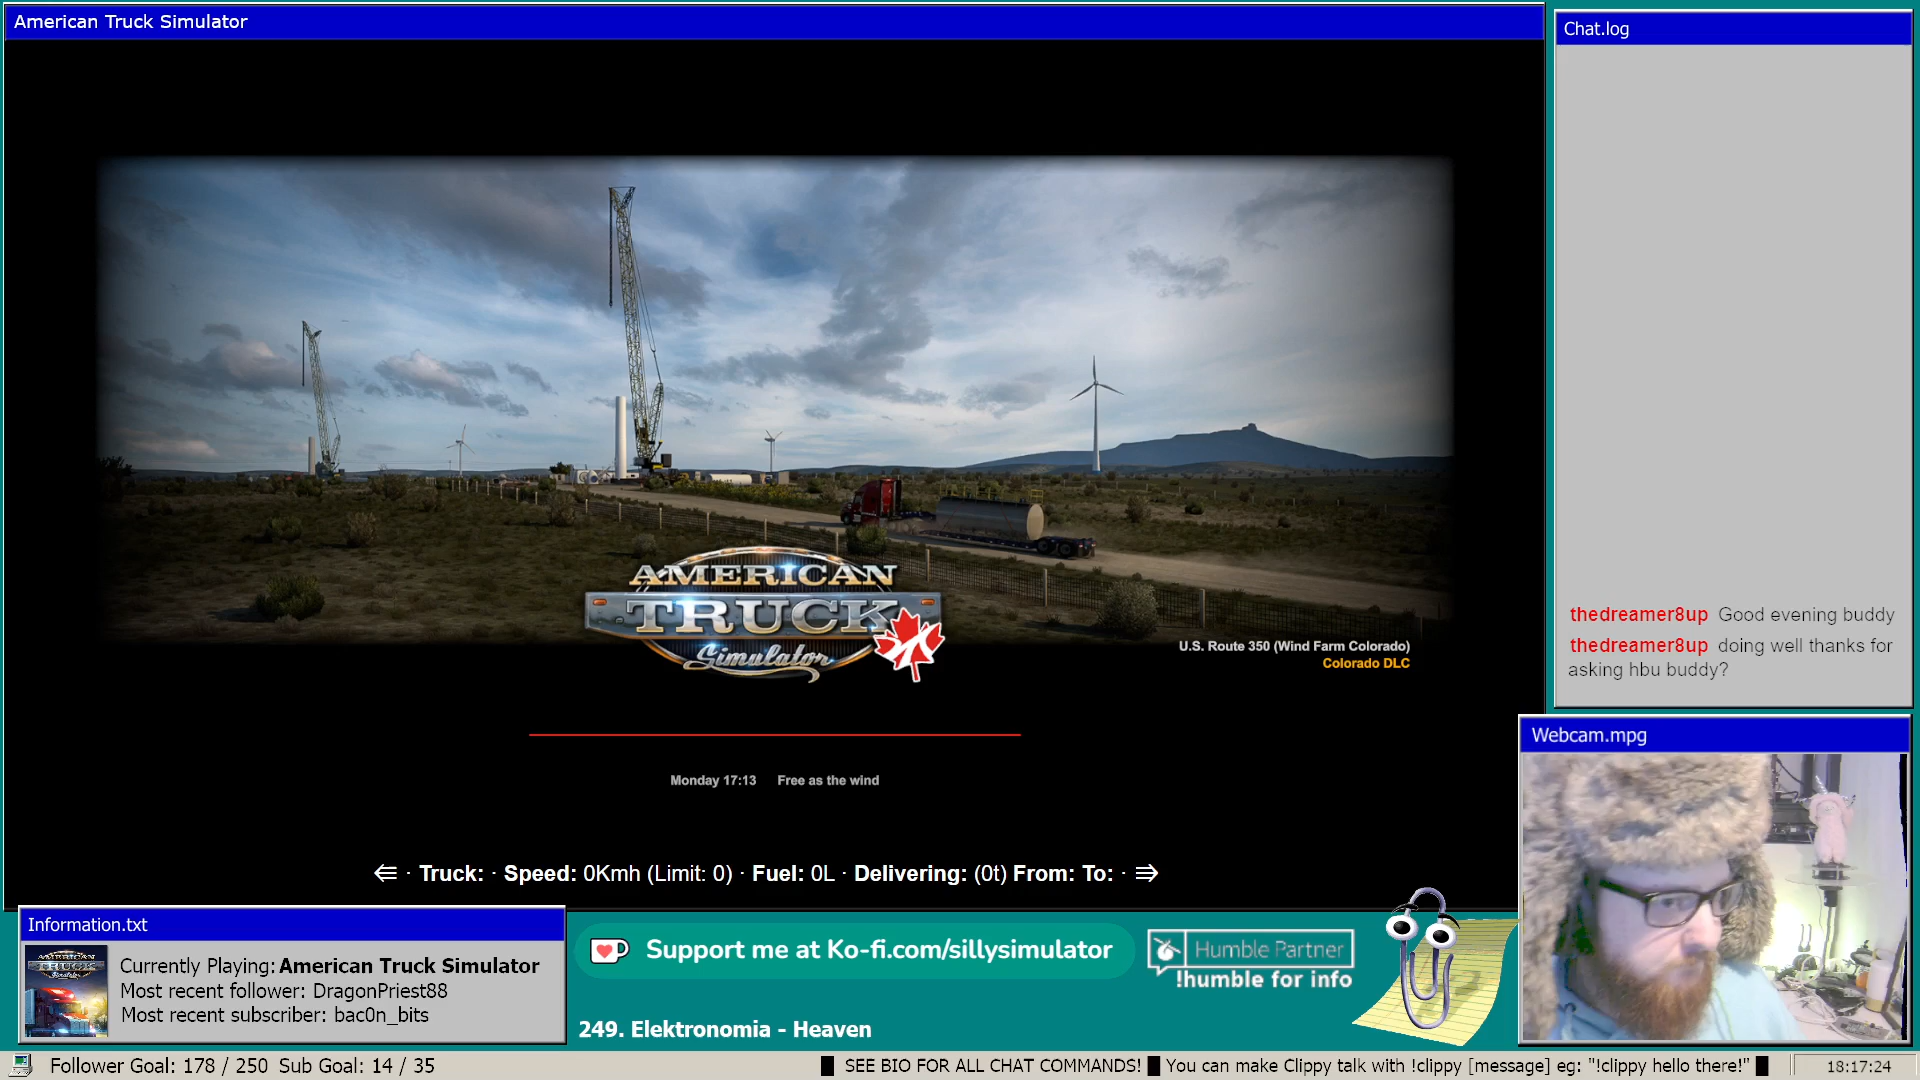 American Truck Simulator
Chat.log
AMERICAN
TRUCK
Simulator
U.S. Route 350 (Wind Farm Colorado)
Colorado DLC
thedreamer8up Good evening buddy
thedreamer8up doing well thanks for
asking hbu buddy?
Monday 17:13 Free as the wind
Webcam.mpg
⇐ · Truck: · Speed: 0Kmh (Limit: 0) · Fuel: 0L · Delivering: (0t) From: To: · ⇒
Information.txt
AMERICAN
TRUCK
Simulator
Currently Playing: American Truck Simulator
Most recent follower: DragonPriest88
Most recent subscriber: bac0n_bits
Support me at Ko-fi.com/sillysimulator
Humble Partner
!humble for info
249. Elektronomia - Heaven
Follower Goal: 178 / 250 Sub Goal: 14 / 35
█ SEE BIO FOR ALL CHAT COMMANDS! █ You can make Clippy talk with !clippy [message] eg: "!clippy hello there!" █
18:17:24